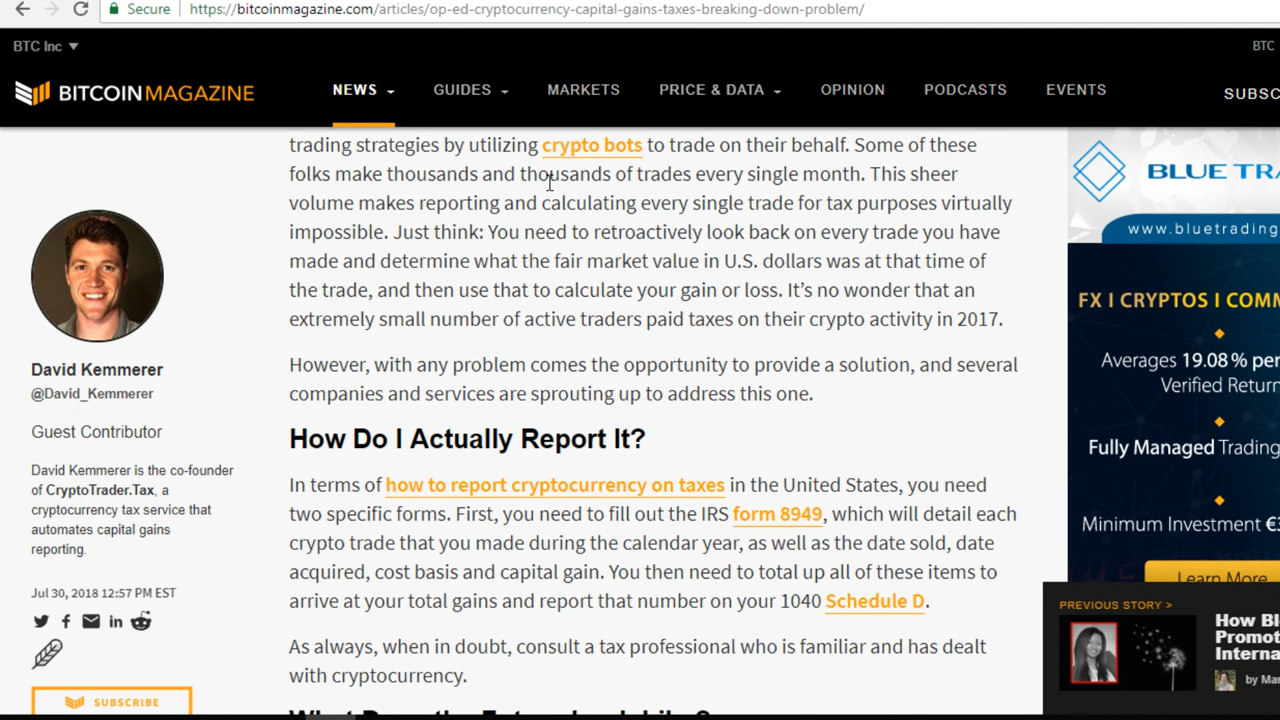 Secure https://bitcoinmagazine.com/articles/op-ed-cryptocurrency-capital-gains-taxes-breaking-down-problem/
BTC Inc
BTC
BITCOINMAGAZINE
NEWS GUIDES MARKETS PRICE & DATA OPINION PODCASTS EVENTS
SUBSC
trading strategies by utilizing crypto bots to trade on their behalf. Some of these
folks make thousands and thousands of trades every single month. This sheer
volume makes reporting and calculating every single trade for tax purposes virtually
impossible. Just think: You need to retroactively look back on every trade you have
made and determine what the fair market value in U.S. dollars was at that time of
the trade, and then use that to calculate your gain or loss. It’s no wonder that an
extremely small number of active traders paid taxes on their crypto activity in 2017.
However, with any problem comes the opportunity to provide a solution, and several
companies and services are sprouting up to address this one.
How Do I Actually Report It?
In terms of how to report cryptocurrency on taxes in the United States, you need
two specific forms. First, you need to fill out the IRS form 8949, which will detail each
crypto trade that you made during the calendar year, as well as the date sold, date
acquired, cost basis and capital gain. You then need to total up all of these items to
arrive at your total gains and report that number on your 1040 Schedule D.
As always, when in doubt, consult a tax professional who is familiar and has dealt
with cryptocurrency.
David Kemmerer
@David_Kemmerer
Guest Contributor
David Kemmerer is the co-founder
of CryptoTrader.Tax, a
cryptocurrency tax service that
automates capital gains
reporting.
Jul 30, 2018 12:57 PM EST
SUBSCRIBE
BLUE TRA
www.bluetrading
FX I CRYPTOS I COMM
Averages 19.08% per
Verified Return
Fully Managed Trading
Minimum Investment €
Learn More
PREVIOUS STORY >
How Bl
Promot
Interna
by Mar